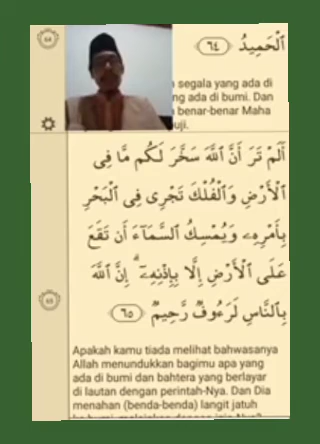 ٱلْحَمِيدُ ٦٤
segala yang ada di
ng ada di bumi. Dan
benar-benar Maha
uji.
أَلَمْ تَرَ أَنَّ ٱللَّهَ سَخَّرَ لَكُم مَّا فِى
ٱلْأَرْضِ وَٱلْفُلْكَ تَجْرِى فِى ٱلْبَحْرِ
بِأَمْرِهِۦ وَيُمْسِكُ ٱلسَّمَآءَ أَن تَقَعَ
عَلَى ٱلْأَرْضِ إِلَّا بِإِذْنِهِۦٓ ۗ إِنَّ ٱللَّهَ
بِٱلنَّاسِ لَرَءُوفٌ رَّحِيمٌ ٦٥
Apakah kamu tiada melihat bahwasanya
Allah menundukkan bagimu apa yang
ada di bumi dan bahtera yang berlayar
di lautan dengan perintah-Nya. Dan Dia
menahan (benda-benda) langit jatuh